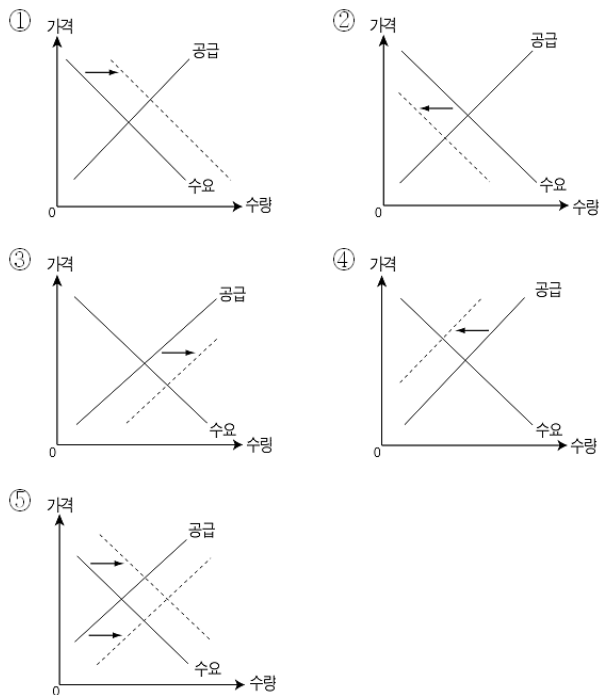 ①
가격
공급
수요
수량
0
②
가격
공급
수요
수량
0
③
가격
공급
수요
수량
0
④
가격
공급
수요
수량
0
⑤
가격
공급
수요
수량
0